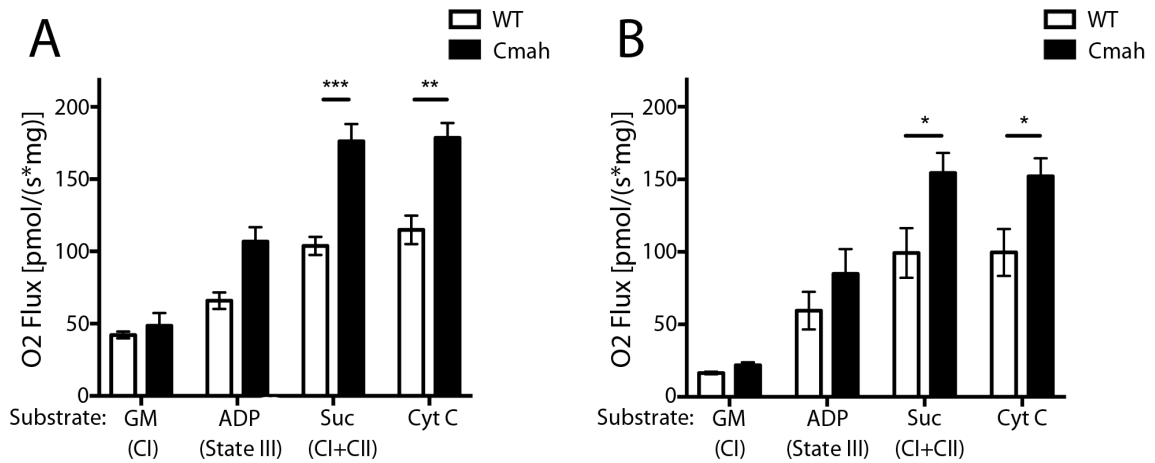 A
WT
Cmah
O2 Flux [pmol/(s*mg)]
200
150
100
50
0
***
**
Substrate: GM ADP Suc Cyt C
(CI) (State III) (CI+CII)
B
WT
Cmah
O2 Flux [pmol/(s*mg)]
200
150
100
50
0
*
*
Substrate: GM ADP Suc Cyt C
(CI) (State III) (CI+CII)